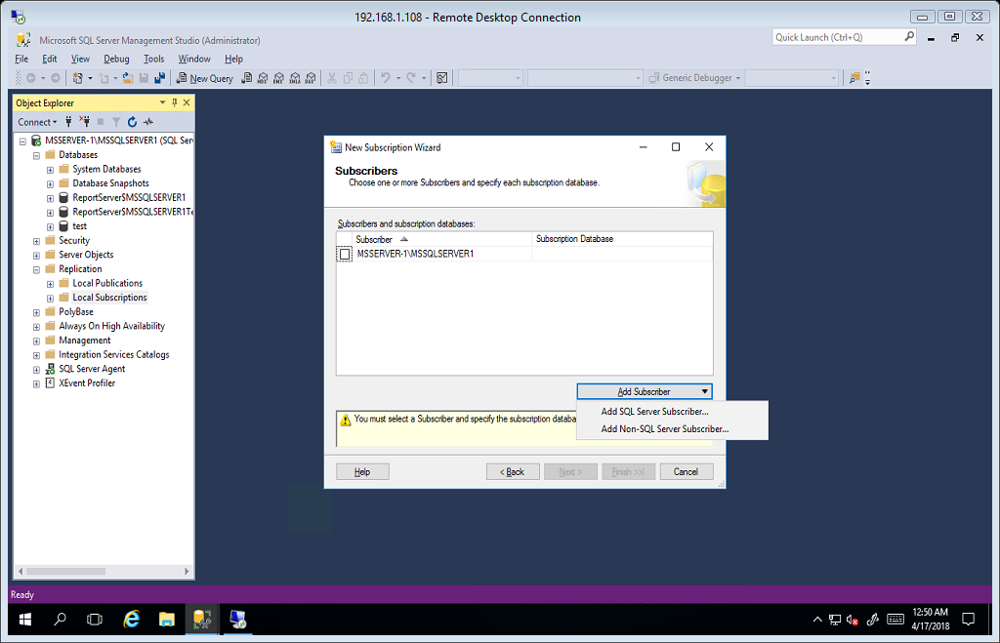 192.168.1.108 - Remote Desktop Connection
Microsoft SQL Server Management Studio (Administrator)
Quick Launch (Ctrl+Q)
File Edit View Debug Tools Window Help
New Query
MDX
DMX
XMLA
DAX
Generic Debugger
Object Explorer
Connect
MSSERVER-1\MSSQLSERVER1 (SQL Ser
Databases
System Databases
Database Snapshots
ReportServer$MSSQLSERVER1
ReportServer$MSSQLSERVER1Te
test
Security
Server Objects
Replication
Local Publications
Local Subscriptions
PolyBase
Always On High Availability
Management
Integration Services Catalogs
SQL Server Agent
XEvent Profiler
New Subscription Wizard
Subscribers
Choose one or more Subscribers and specify each subscription database.
Subscribers and subscription databases:
Subscriber Subscription Database
MSSERVER-1\MSSQLSERVER1
Add Subscriber
Add SQL Server Subscriber...
Add Non-SQL Server Subscriber...
You must select a Subscriber and specify the subscription databa
Help < Back Next > Finish >>| Cancel
Ready
12:50 AM
4/17/2018